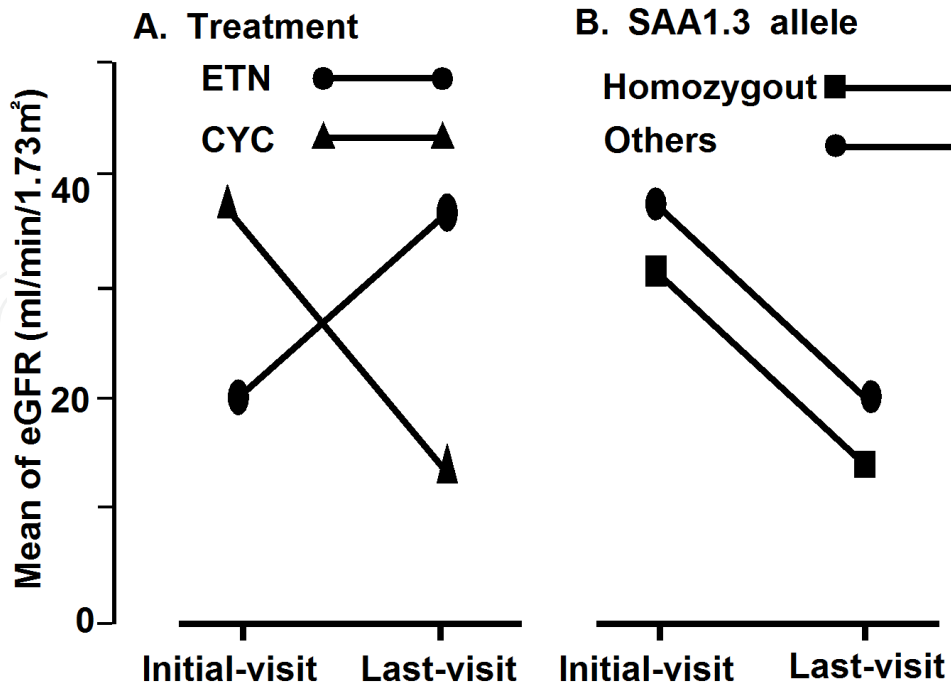 A. Treatment
ETN
CYC
B. SAA1.3 allele
Homozygout
Others
Mean of eGFR (ml/min/1.73m²)
40
20
0
Initial-visit Last-visit
Initial-visit Last-visit